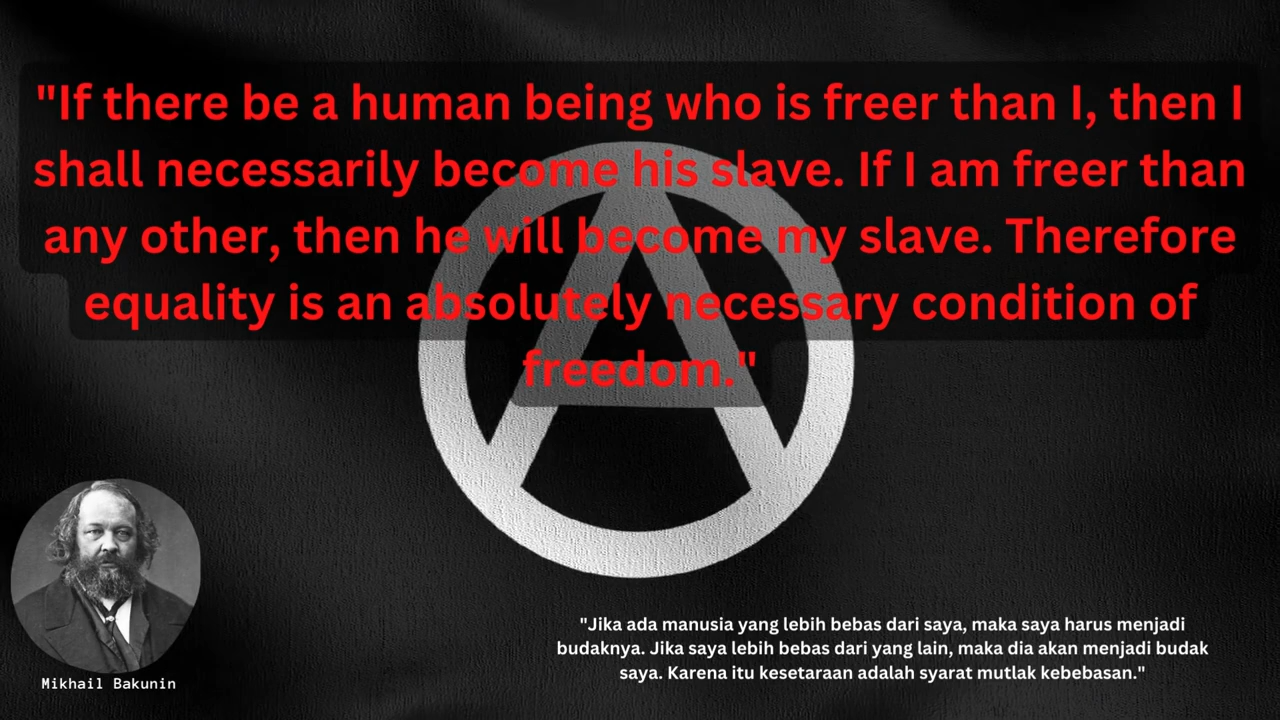 "If there be a human being who is freer than I, then I
shall necessarily become his slave. If I am freer than
any other, then he will become my slave. Therefore
equality is an absolutely necessary condition of
freedom."
Mikhail Bakunin
"Jika ada manusia yang lebih bebas dari saya, maka saya harus menjadi
budaknya. Jika saya lebih bebas dari yang lain, maka dia akan menjadi budak
saya. Karena itu kesetaraan adalah syarat mutlak kebebasan."